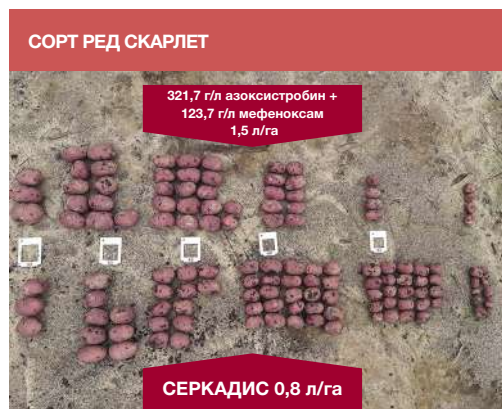 СОРТ РЕД СКАРЛЕТ
321,7 г/л азоксистробин +
123,7 г/л мефеноксам
1,5 л/га
СЕРКАДИС 0,8 л/га